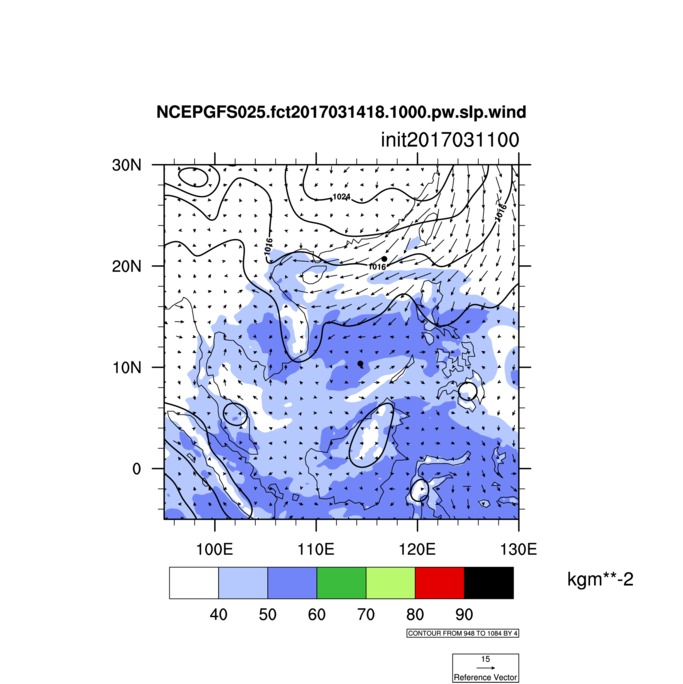 NCEPGFS025.fct2017031418.1000.pw.slp.wind
init2017031100
30N
1024
1016
1016
20N
1016
10N
0
100E 110E 120E 130E
kgm**-2
40 50 60 70 80 90
CONTOUR FROM 948 TO 1084 BY 4
15
Reference Vector